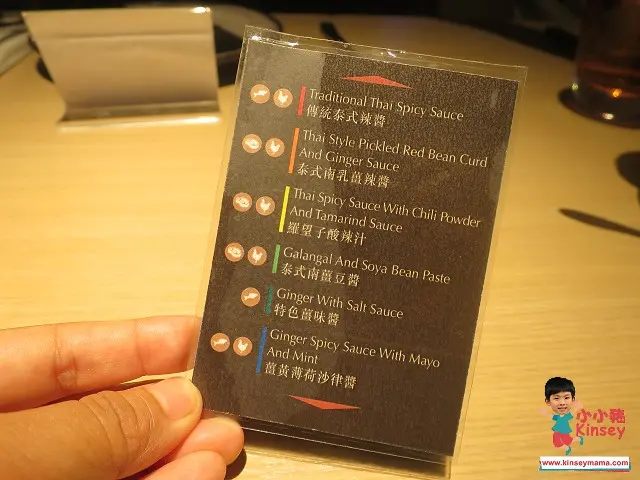 Traditional Thai Spicy Sauce
傳統泰式辣醬
Thai Style Pickled Red Bean Curd
And Ginger Sauce
泰式南乳薑辣醬
Thai Spicy Sauce With Chili Powder
And Tamarind Sauce
羅望子酸辣汁
Galangal And Soya Bean Paste
泰式南薑豆醬
Ginger With Salt Sauce
特色薑味醬
Ginger Spicy Sauce With Mayo
And Mint
薑黃薄荷沙律醬
小小豬
Kinsey
www.kinseymama.com